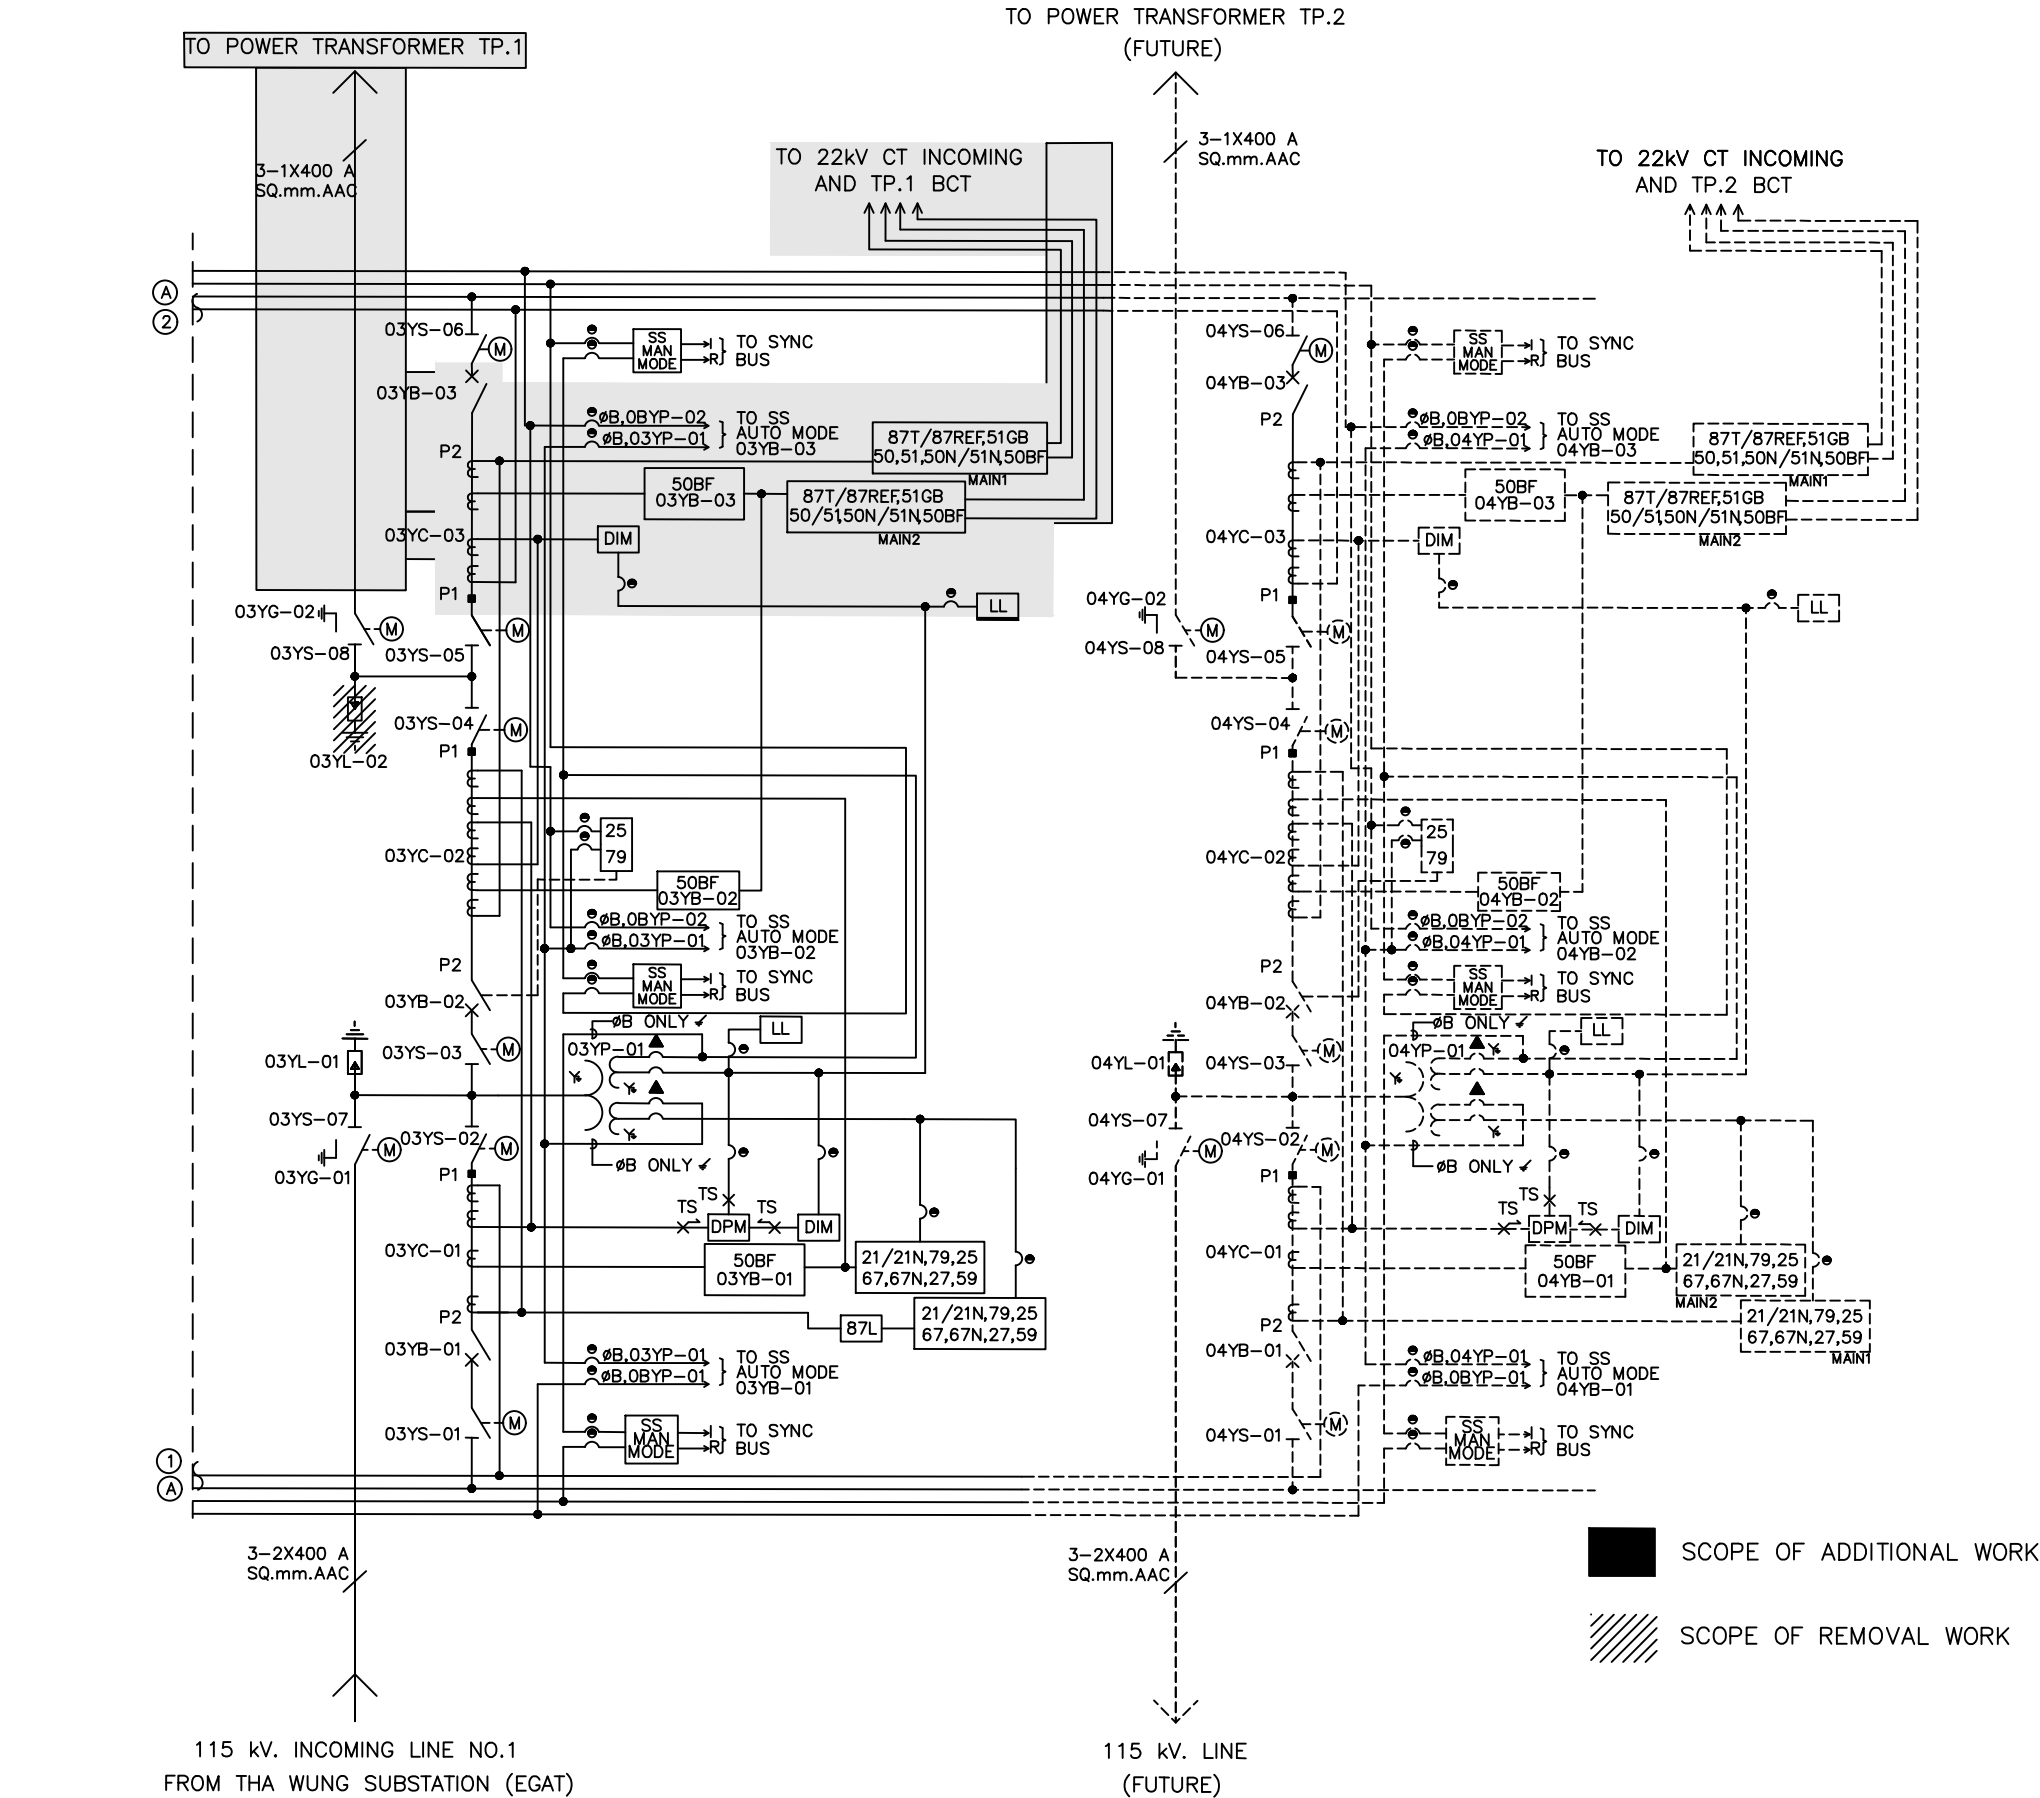 TO POWER TRANSFORMER TP.2
(FUTURE)
TO POWER TRANSFORMER TP.1
3-1X400 A
SQ.mm.AAC
TO 22kV CT INCOMING
AND TP.1 BCT
3-1X400 A
SQ.mm.AAC
TO 22kV CT INCOMING
AND TP.2 BCT
A
2
03YS-06
M
SS
MAN
MODE
I
R
TO SYNC
BUS
03YB-03
øB,0BYP-02
øB,03YP-01
TO SS
AUTO MODE
03YB-03
87T/87REF,51GB
50,51,50N/51N,50BF
MAIN1
P2
50BF
03YB-03
87T/87REF,51GB
50/51,50N/51N,50BF
MAIN2
03YC-03
DIM
P1
LL
03YG-02
M
M
03YS-08
03YS-05
03YS-04
M
P1
03YL-02
25
79
03YC-02
50BF
03YB-02
øB,0BYP-02
øB,03YP-01
TO SS
AUTO MODE
03YB-02
P2
SS
MAN
MODE
I
R
TO SYNC
BUS
03YB-02
øB ONLY
LL
03YS-03
M
03YP-01
03YL-01
03YS-07
03YS-02
M
M
øB ONLY
03YG-01
P1
TS
TS
TS
DPM
DIM
03YC-01
50BF
03YB-01
21/21N,79,25
67,67N,27,59
P2
87L
21/21N,79,25
67,67N,27,59
03YB-01
øB,03YP-01
øB,0BYP-01
TO SS
AUTO MODE
03YB-01
M
03YS-01
SS
MAN
MODE
I
R
TO SYNC
BUS
1
A
3-2X400 A
SQ.mm.AAC
115 kV. INCOMING LINE NO.1
FROM THA WUNG SUBSTATION (EGAT)
04YS-06
M
SS
MAN
MODE
I
R
TO SYNC
BUS
04YB-03
øB,0BYP-02
øB,04YP-01
TO SS
AUTO MODE
04YB-03
87T/87REF,51GB
50,51,50N/51N,50BF
MAIN1
P2
50BF
04YB-03
87T/87REF,51GB
50/51,50N/51N,50BF
MAIN2
04YC-03
DIM
P1
LL
04YG-02
M
M
04YS-08
04YS-05
04YS-04
M
P1
25
79
04YC-02
50BF
04YB-02
øB,0BYP-02
øB,04YP-01
TO SS
AUTO MODE
04YB-02
P2
SS
MAN
MODE
I
R
TO SYNC
BUS
04YB-02
øB ONLY
LL
04YS-03
M
04YP-01
04YL-01
04YS-07
04YS-02
M
M
øB ONLY
04YG-01
P1
TS
TS
TS
DPM
DIM
04YC-01
50BF
04YB-01
21/21N,79,25
67,67N,27,59
MAIN2
P2
21/21N,79,25
67,67N,27,59
MAIN1
04YB-01
øB,04YP-01
øB,0BYP-01
TO SS
AUTO MODE
04YB-01
M
04YS-01
SS
MAN
MODE
I
R
TO SYNC
BUS
3-2X400 A
SQ.mm.AAC
115 kV. LINE
(FUTURE)
SCOPE OF ADDITIONAL WORK
SCOPE OF REMOVAL WORK